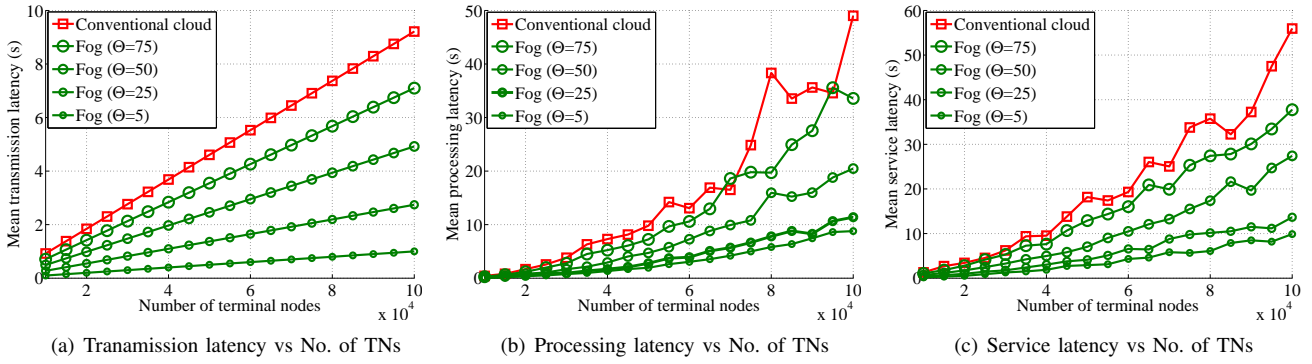 10
8
6
4
2
0
Mean transmission latency (s)
Conventional cloud
Fog (Θ=75)
Fog (Θ=50)
Fog (Θ=25)
Fog (Θ=5)
2 4 6 8 10
Number of terminal nodes
x 10^4
(a) Tranamission latency vs No. of TNs
50
40
30
20
10
0
Mean processing latency (s)
Conventional cloud
Fog (Θ=75)
Fog (Θ=50)
Fog (Θ=25)
Fog (Θ=5)
2 4 6 8 10
Number of terminal nodes
x 10^4
(b) Processing latency vs No. of TNs
60
50
40
30
20
10
0
Mean service latency (s)
Conventional cloud
Fog (Θ=75)
Fog (Θ=50)
Fog (Θ=25)
Fog (Θ=5)
2 4 6 8 10
Number of terminal nodes
x 10^4
(c) Service latency vs No. of TNs